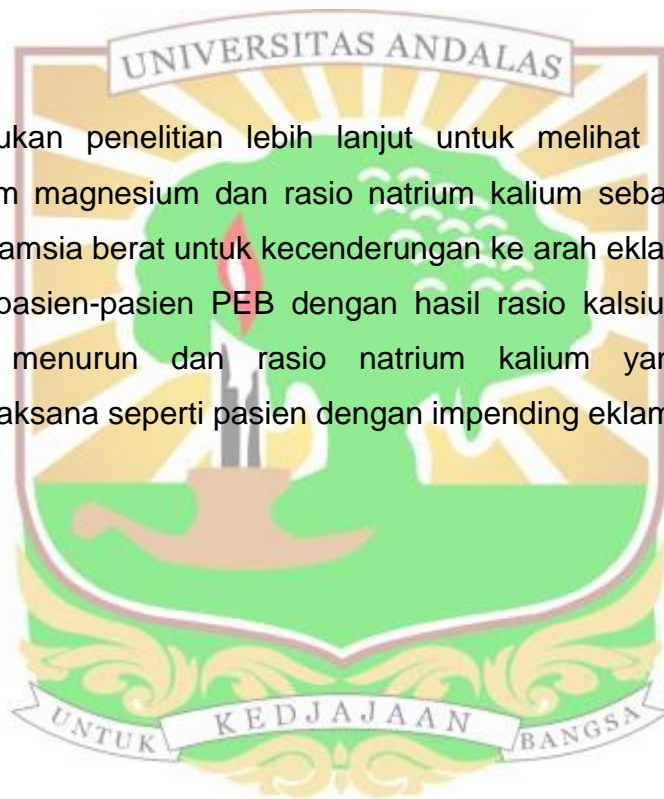 UNIVERSITAS ANDALAS
ukan penelitian lebih lanjut untuk melihat
m magnesium dan rasio natrium kalium seba
amsia berat untuk kecenderungan ke arah ekla
pasien-pasien PEB dengan hasil rasio kalsiu
menurun dan rasio natrium kalium yan
aksana seperti pasien dengan impending eklam
UNTUK KEDJAJAAN BANGSA